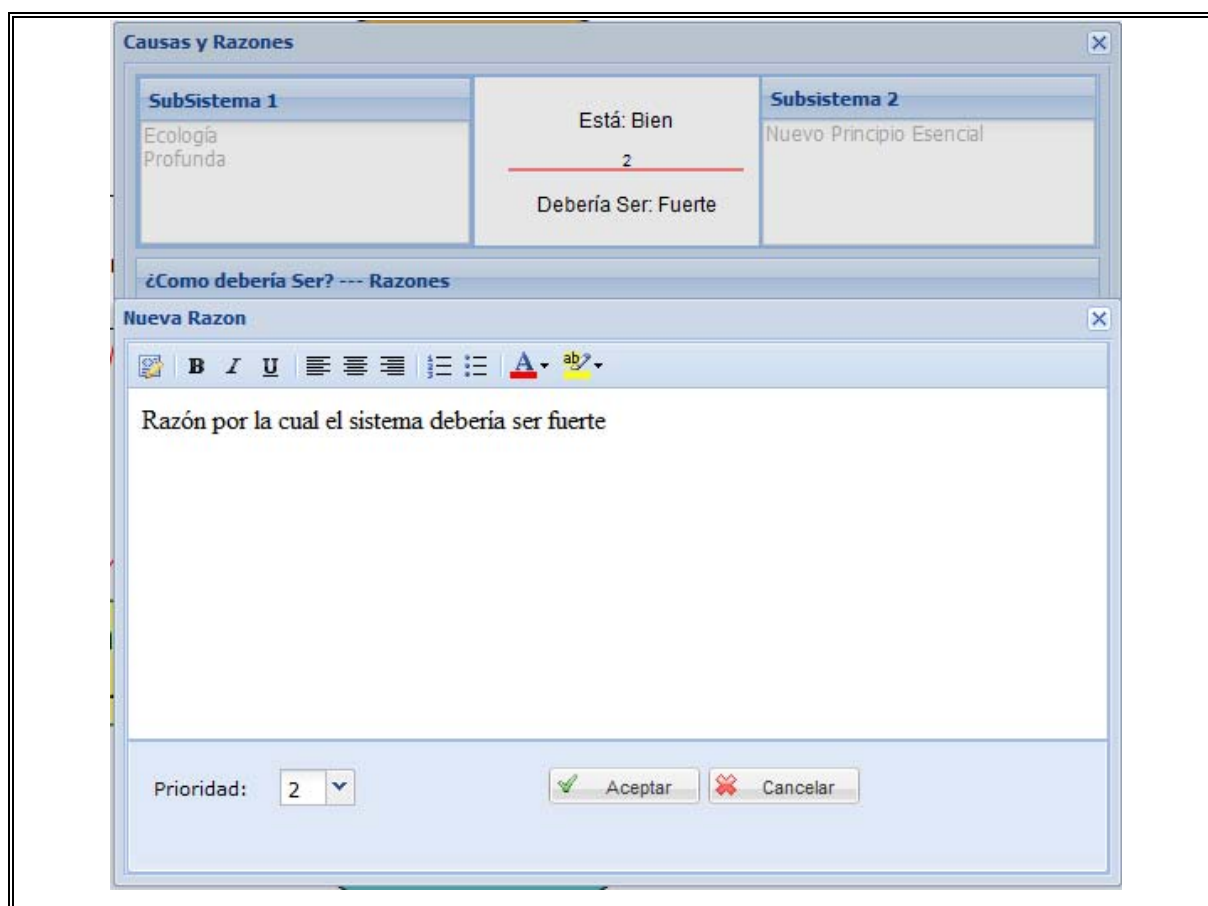 Causas y Razones
SubSistema 1
Ecología
Profunda
Está: Bien
2
Debería Ser: Fuerte
Subsistema 2
Nuevo Principio Esencial
¿Como debería Ser? --- Razones
Nueva Razon
B I U A ab
Razón por la cual el sistema debería ser fuerte
Prioridad: 2 Aceptar Cancelar